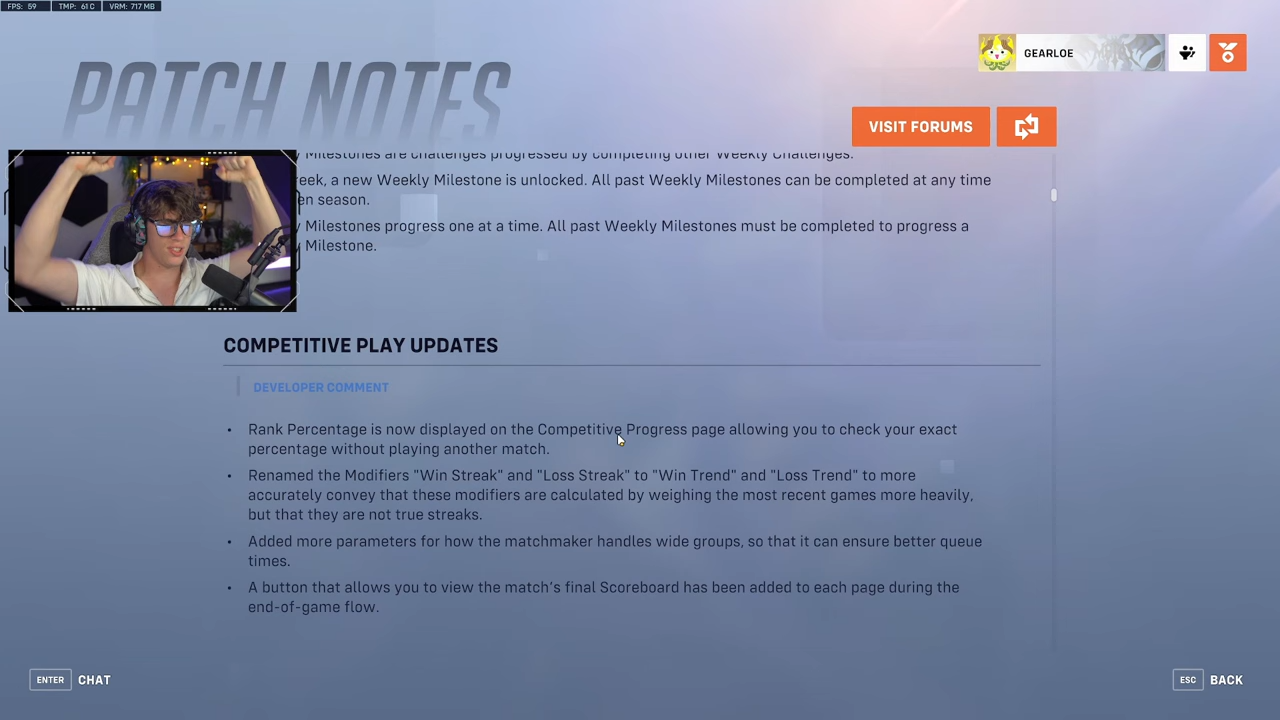 FPS: 59 TMP: 61 C VRM: 717 MB
PATCH NOTES
GEARLOE
VISIT FORUMS
Milestones are challenges progressed by completing other Weekly Challenges.
eek, a new Weekly Milestone is unlocked. All past Weekly Milestones can be completed at any time
en season.
y Milestones progress one at a time. All past Weekly Milestones must be completed to progress a
Milestone.
COMPETITIVE PLAY UPDATES
DEVELOPER COMMENT
• Rank Percentage is now displayed on the Competitive Progress page allowing you to check your exact
percentage without playing another match.
• Renamed the Modifiers "Win Streak" and "Loss Streak" to "Win Trend" and "Loss Trend" to more
accurately convey that these modifiers are calculated by weighing the most recent games more heavily,
but that they are not true streaks.
• Added more parameters for how the matchmaker handles wide groups, so that it can ensure better queue
times.
• A button that allows you to view the match's final Scoreboard has been added to each page during the
end-of-game flow.
ENTER CHAT
ESC BACK